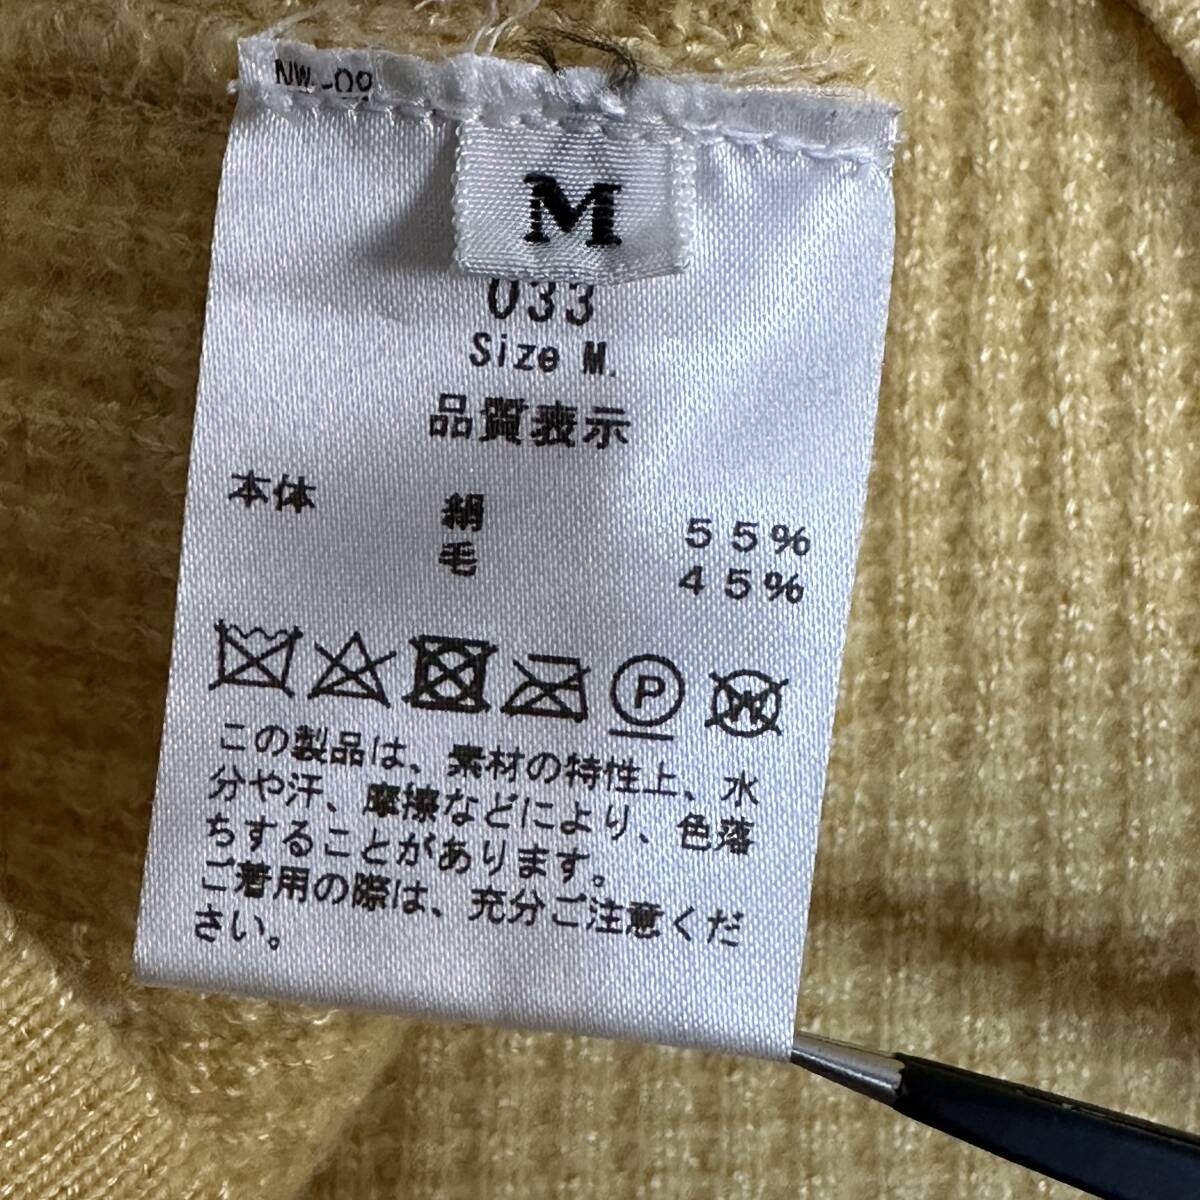 NW-09
M
033
Size M.
品質表示
本体 絹 55%
毛 45%
P
W
この製品は、素材の特性上、水
分や汗、摩擦などにより、色落
ちすることがあります。
ご着用の際は、充分ご注意くだ
さい。